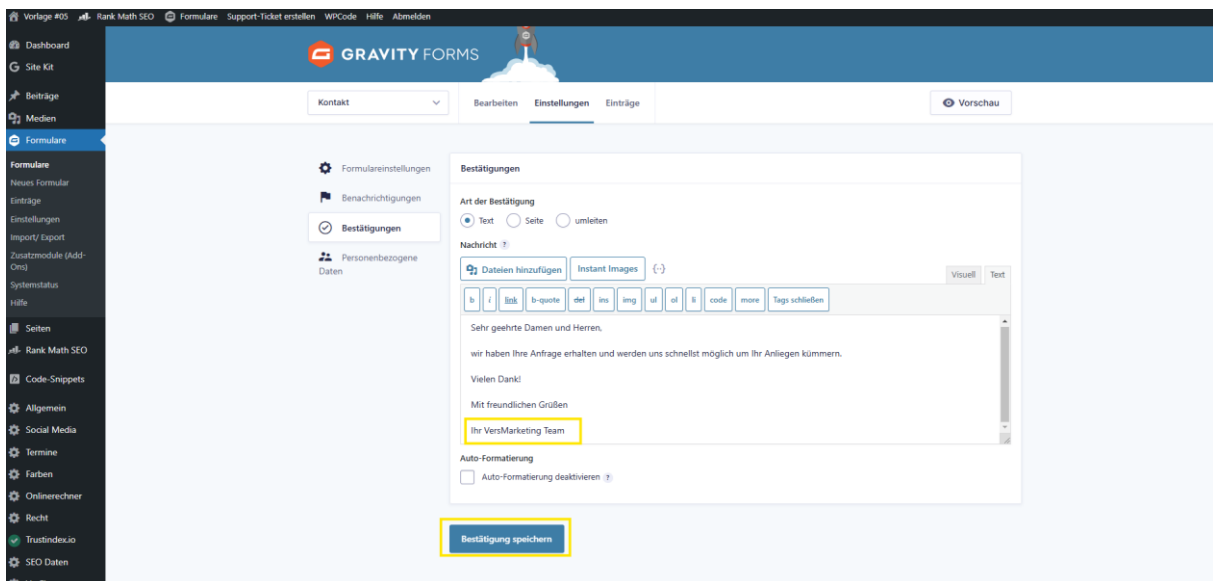 Vorlage #05 Rank Math SEO Formulare Support-Ticket erstellen WPCode Hilfe Abmelden
Dashboard
Site Kit
Beiträge
Medien
Formulare
Formulare
Neues Formular
Einträge
Einstellungen
Import/ Export
Zusatzmodule (Add-
Ons)
Systemstatus
Hilfe
Seiten
Rank Math SEO
Code-Snippets
Allgemein
Social Media
Termine
Farben
Onlinerechner
Recht
Trustindex.io
SEO Daten
GRAVITY FORMS
Kontakt Bearbeiten Einstellungen Einträge Vorschau
Formulareinstellungen
Benachrichtigungen
Bestätigungen
Personenbezogene
Daten
Bestätigungen
Art der Bestätigung
Text Seite umleiten
Nachricht ?
Dateien hinzufügen Instant Images {··}
Visuell Text
b i link b-quote del ins img ul ol li code more Tags schließen
Sehr geehrte Damen und Herren,
wir haben Ihre Anfrage erhalten und werden uns schnellst möglich um Ihr Anliegen kümmern.
Vielen Dank!
Mit freundlichen Grüßen
Ihr VersMarketing Team
Auto-Formatierung
Auto-Formatierung deaktivieren ?
Bestätigung speichern